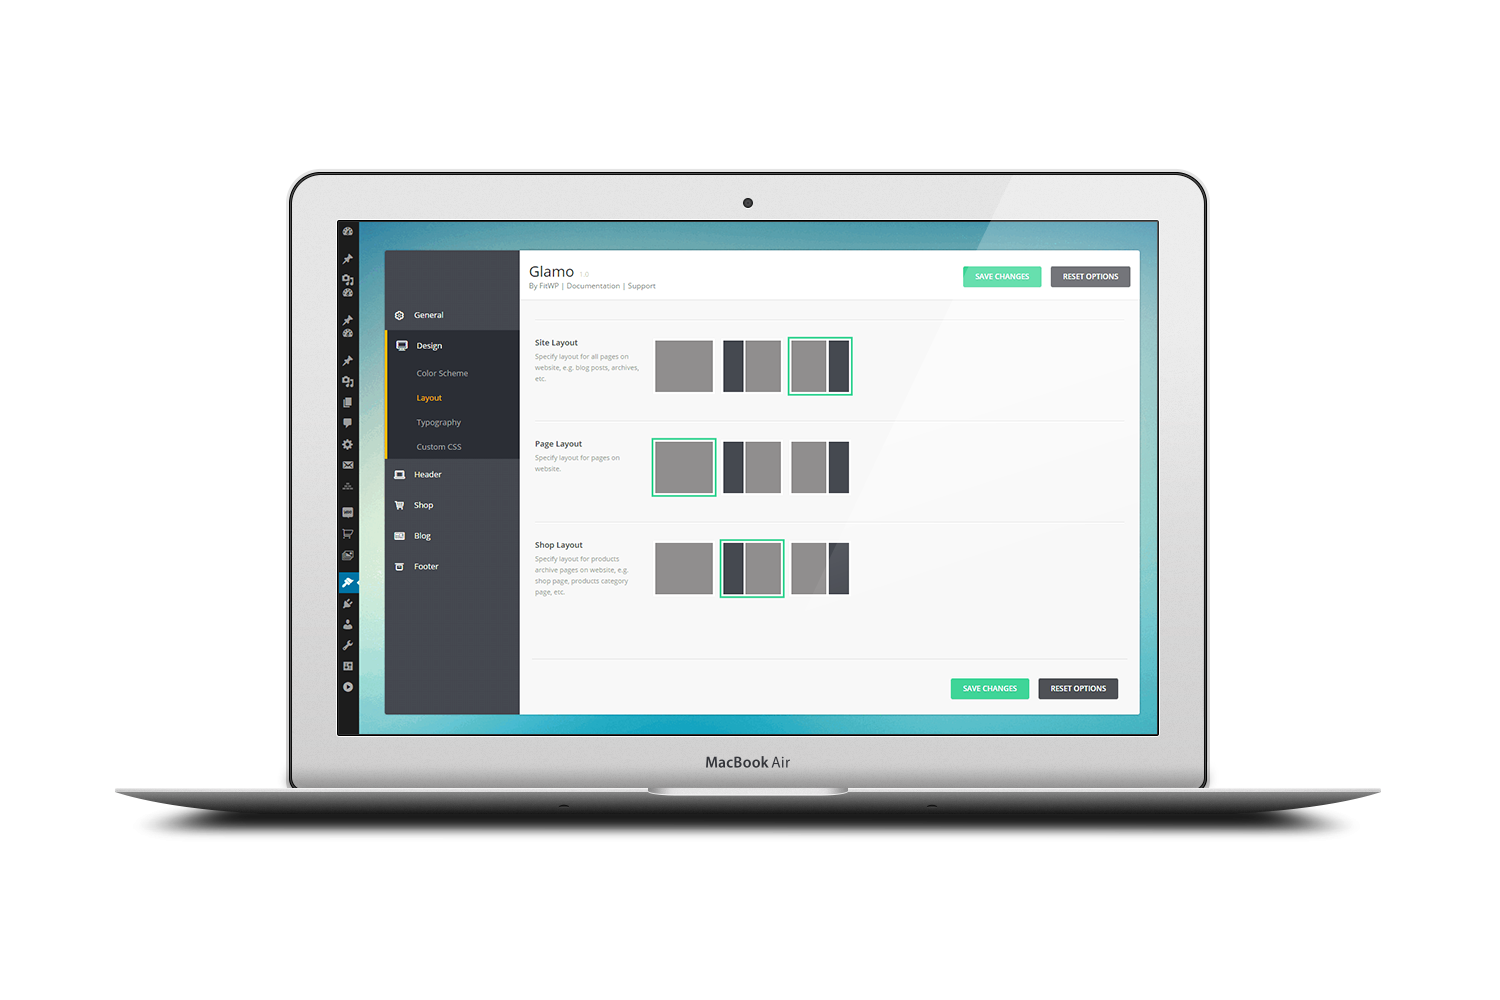 Glamo 1.0
By FitWP | Documentation | Support
SAVE CHANGES
RESET OPTIONS
General
Design
Color Scheme
Layout
Typography
Custom CSS
Header
Shop
Blog
Footer
Site Layout
Specify layout for all pages on
website, e.g. blog posts, archives,
etc.
Page Layout
Specify layout for pages on
website.
Shop Layout
Specify layout for products
archive pages on website, e.g.
shop page, products category
page, etc.
SAVE CHANGES
RESET OPTIONS
MacBook Air